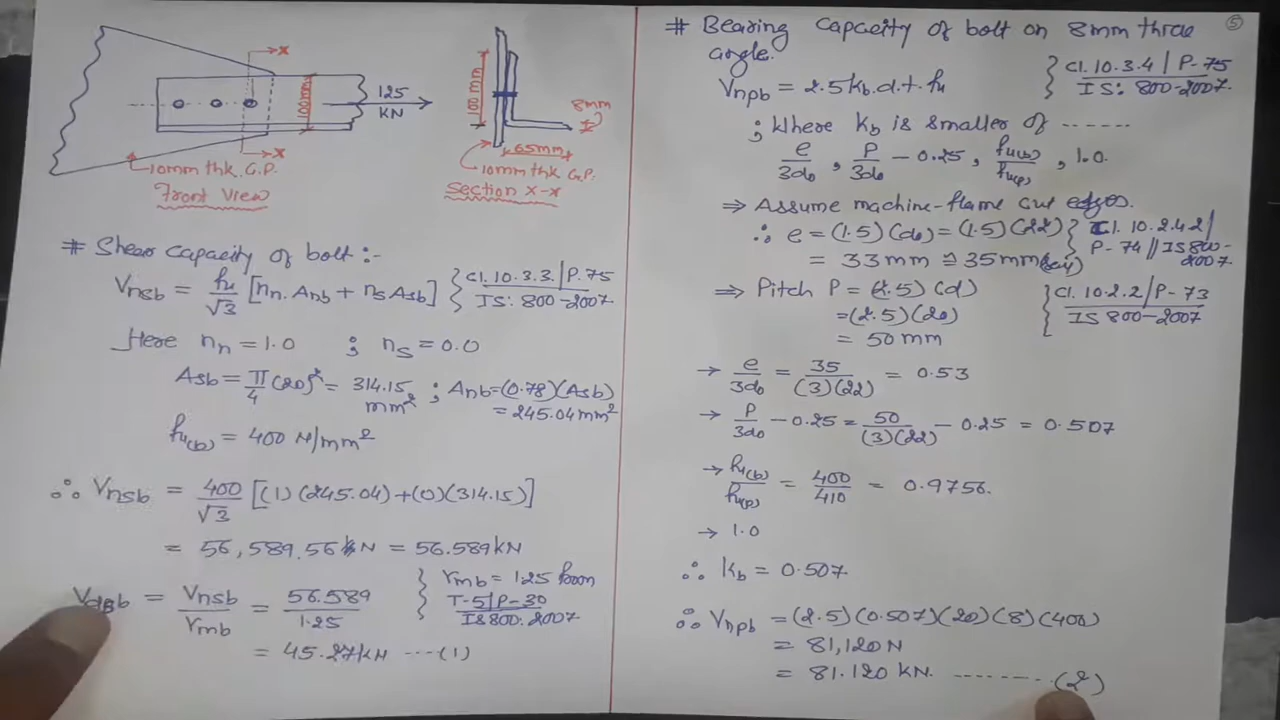 x
125
KN
100mm
x
10mm thk. G.P.
Front View
100mm
8mm
65mm
10mm thk G.P.
Section X-X
# Shear capacity of bolt :-
Vnsb = fu/√3 [nn. Anb + ns Asb] } Cl. 10.3.3 | P.75 IS: 800-2007.
Here nn = 1.0 ; ns = 0.0
Asb = π/4 (20)² = 314.15 mm² ; Anb = (0.78)(Asb) = 245.04 mm²
fu(b) = 400 N/mm²
∴ Vnsb = 400/√3 [(1)(245.04) + (0)(314.15)]
= 56,589.56 N = 56.589 kN
Vdsb = Vnsb/γmb = 56.589/1.25 } γmb = 1.25 from T-5 | P-30 IS 800: 2007
= 45.27 kN ----(1)
5
# Bearing capacity of bolt on 8mm thick
angle.
Vnpb = 2.5 kb.d.t.fu } Cl. 10.3.4 | P-75 IS: 800-2007.
; Where kb is smaller of ------
e/3d0 , P/3d0 - 0.25, fu(b)/fu(p) , 1.0.
⇒ Assume machine-flame cut edges.
∴ e = (1.5)(d0) = (1.5)(22) } Cl. 10.2.4.2 | P-74 || IS 800-2007.
= 33mm ≅ 35mm (say)
⇒ Pitch P = (2.5)(d) } Cl. 10.2.2 | P-73 IS 800-2007
= (2.5)(20)
= 50 mm
→ e/3d0 = 35/(3)(22) = 0.53
→ P/3d0 - 0.25 = 50/(3)(22) - 0.25 = 0.507
→ fu(b)/fu(p) = 400/410 = 0.9756.
→ 1.0
∴ kb = 0.507
∴ Vnpb = (2.5)(0.507)(20)(8)(400)
= 81,120 N
= 81.120 kN. --------- (2)